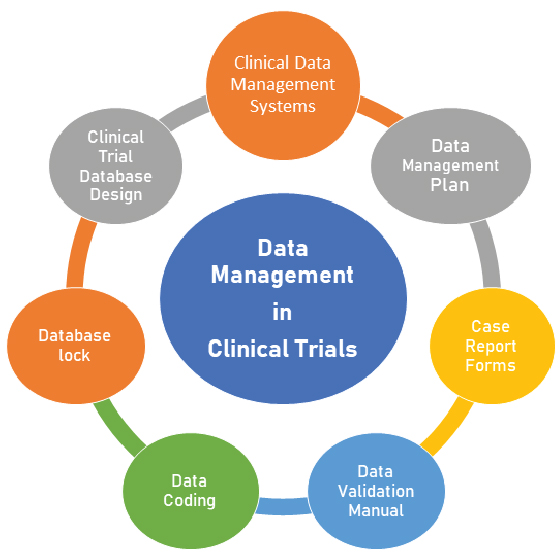 Clinical Data
Management
Systems
Data
Management
Plan
Case
Report
Forms
Data
Validation
Manual
Data
Coding
Database
lock
Clinical
Trial
Database
Design
Data
Management
in
Clinical Trials